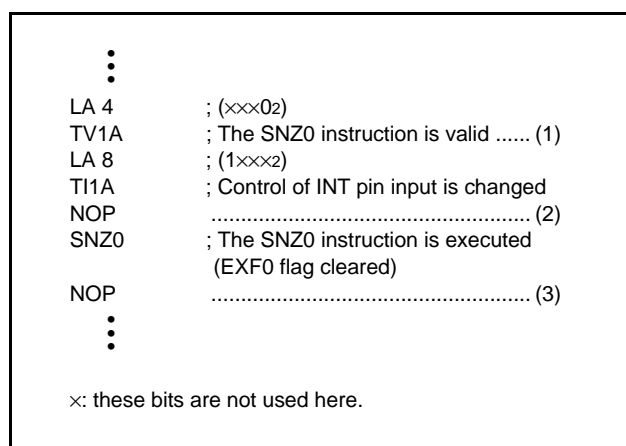 LA 4 ; (×××02)
TV1A ; The SNZ0 instruction is valid ...... (1)
LA 8 ; (1×××2)
TI1A ; Control of INT pin input is changed
NOP ...................................................... (2)
SNZ0 ; The SNZ0 instruction is executed
(EXF0 flag cleared)
NOP ...................................................... (3)
×: these bits are not used here.